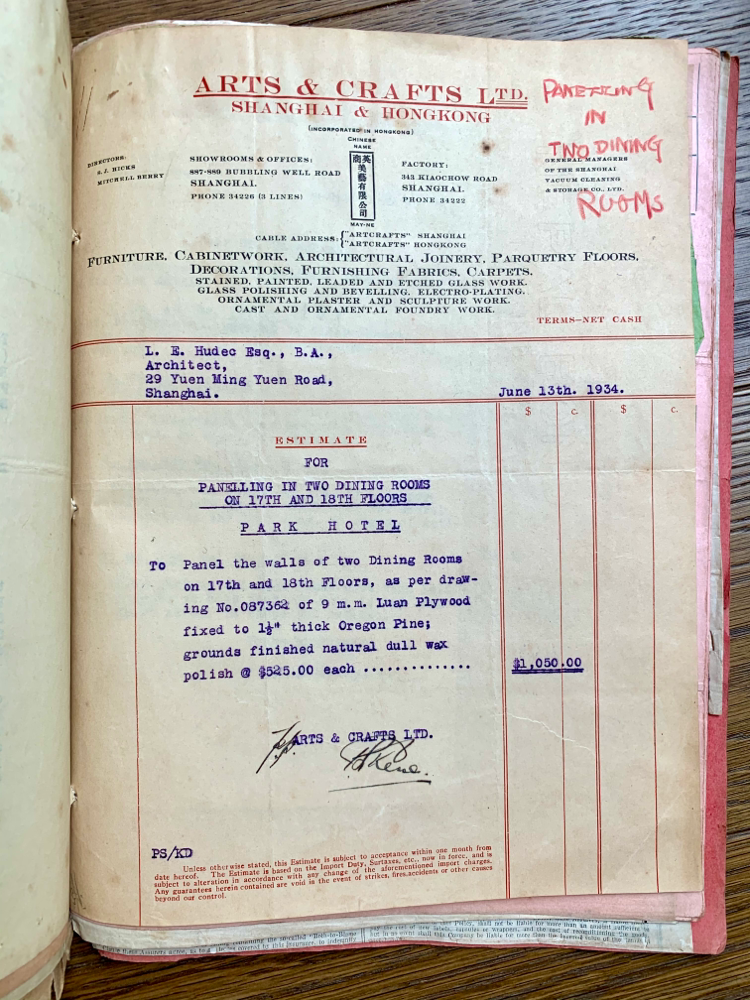 ARTS & CRAFTS LTD.
SHANGHAI & HONGKONG
(INCORPORATED IN HONGKONG)
PANELLING
IN
TWO DINING
ROOMS
DIRECTORS:
S. J. HICKS
MITCHELL BERRY
SHOWROOMS & OFFICES:
887-889 BUBBLING WELL ROAD
SHANGHAI.
PHONE 34226 (3 LINES)
CHINESE
NAME
英商
美藝有限公司
MAY-NE
FACTORY:
343 KIAOCHOW ROAD
SHANGHAI.
PHONE 34222
GENERAL MANAGERS
OF THE SHANGHAI
VACUUM CLEANING
& STORAGE CO., LTD.
CABLE ADDRESS: "ARTCRAFTS" SHANGHAI
"ARTCRAFTS" HONGKONG
FURNITURE, CABINETWORK, ARCHITECTURAL JOINERY, PARQUETRY FLOORS,
DECORATIONS, FURNISHING FABRICS, CARPETS.
STAINED, PAINTED, LEADED AND ETCHED GLASS WORK.
GLASS POLISHING AND BEVELLING, ELECTRO-PLATING.
ORNAMENTAL PLASTER AND SCULPTURE WORK.
CAST AND ORNAMENTAL FOUNDRY WORK.
TERMS—NET CASH
L. E. Hudec Esq., B.A.,
Architect,
29 Yuen Ming Yuen Road,
Shanghai.
June 13th. 1934.
$ c. $ c.
ESTIMATE
FOR
PANELLING IN TWO DINING ROOMS
ON 17TH AND 18TH FLOORS
PARK HOTEL
To Panel the walls of two Dining Rooms
on 17th and 18th Floors, as per draw-
ing No.087362 of 9 m.m. Luan Plywood
fixed to 1½" thick Oregon Pine;
grounds finished natural dull wax
polish @ $525.00 each ..............
$1,050.00
ARTS & CRAFTS LTD.
PS/KD
Unless otherwise stated, this Estimate is subject to acceptance within one month from
date hereof. The Estimate is based on the Import Duty, Surtaxes, etc., now in force, and is
subject to alteration in accordance with any change of the aforementioned import charges.
Any guarantees herein contained are void is the event of strikes, fires, accidents or other causes
beyond our control.